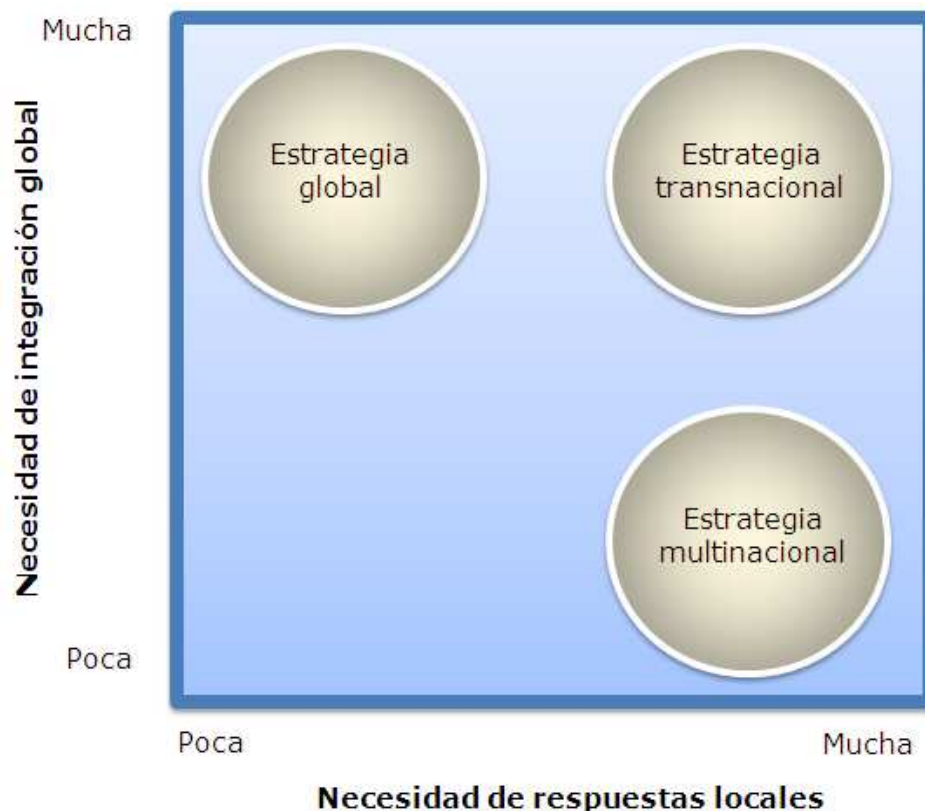 Mucha
Necesidad de integración global
Estrategia
global
Estrategia
transnacional
Estrategia
multinacional
Poca
Poca
Mucha
Necesidad de respuestas locales